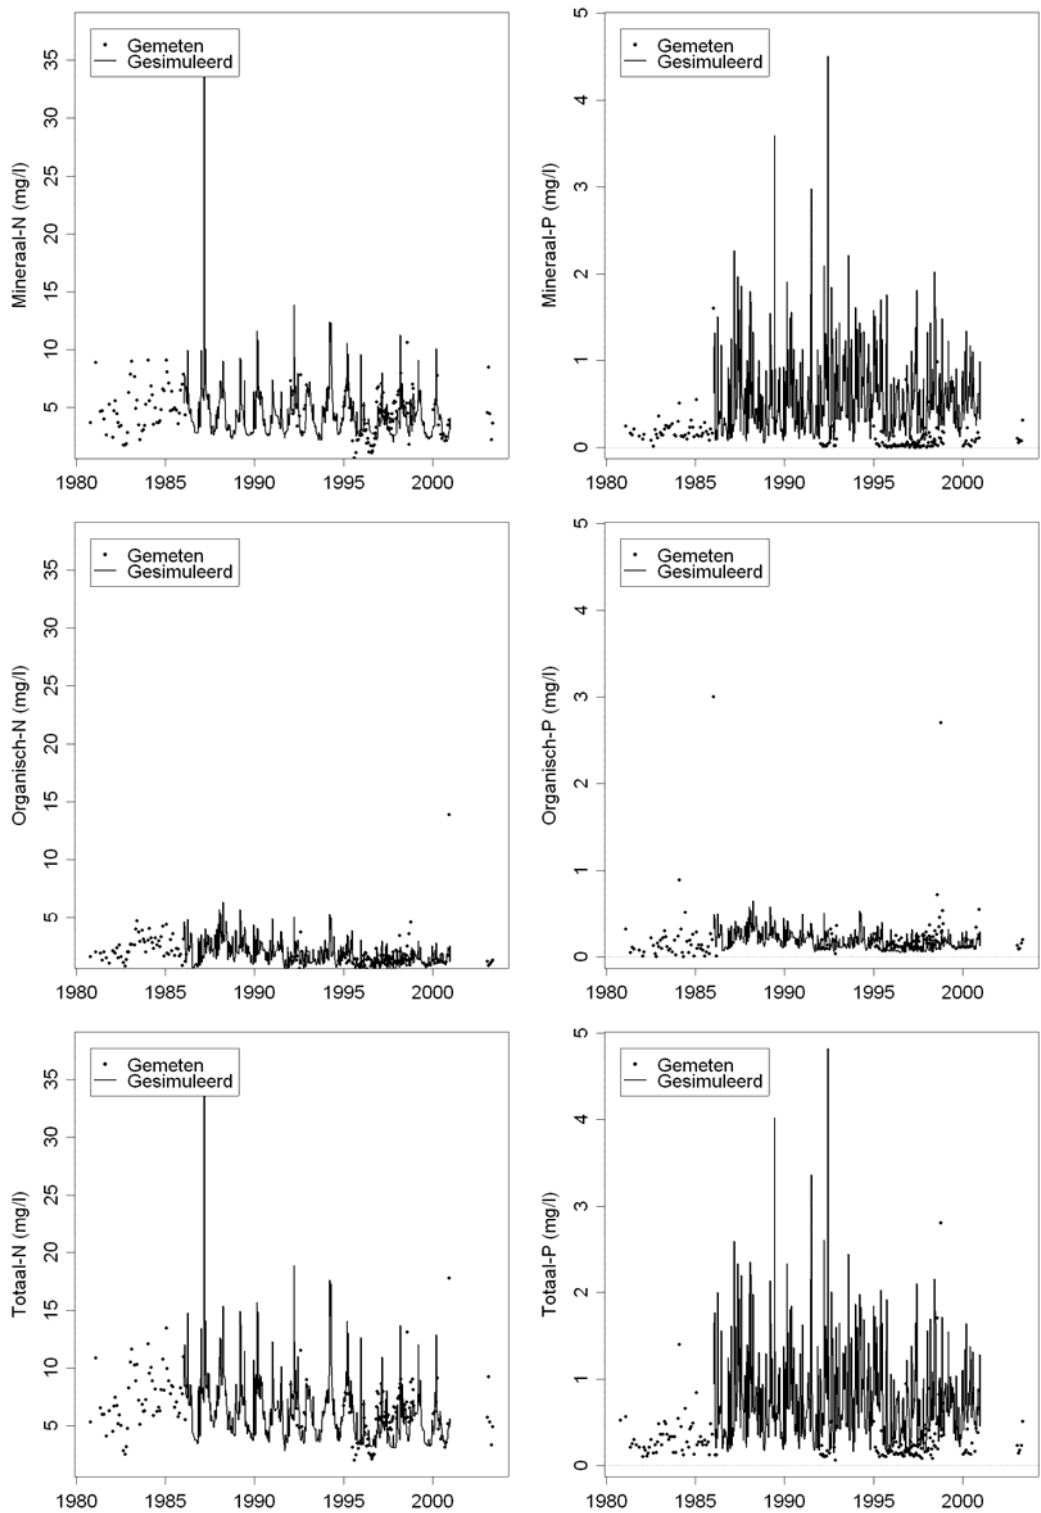 Mineraal-N (mg/l)
35
30
25
20
15
10
5
Gemeten
Gesimuleerd
1980 1985 1990 1995 2000
Mineraal-P (mg/l)
5
4
3
2
1
0
Gemeten
Gesimuleerd
1980 1985 1990 1995 2000
Organisch-N (mg/l)
35
30
25
20
15
10
5
Gemeten
Gesimuleerd
1980 1985 1990 1995 2000
Organisch-P (mg/l)
5
4
3
2
1
0
Gemeten
Gesimuleerd
1980 1985 1990 1995 2000
Totaal-N (mg/l)
35
30
25
20
15
10
5
Gemeten
Gesimuleerd
1980 1985 1990 1995 2000
Totaal-P (mg/l)
5
4
3
2
1
0
Gemeten
Gesimuleerd
1980 1985 1990 1995 2000